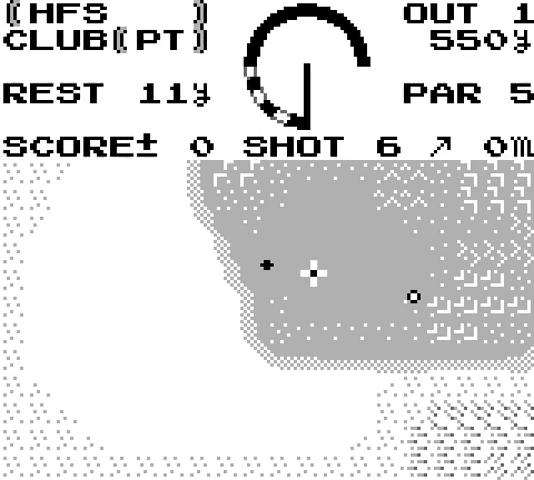 (HFS ) OUT 1
CLUB(PT ) 550y
REST 11y PAR 5
SCORE± 0 SHOT 6 ↗ 0m